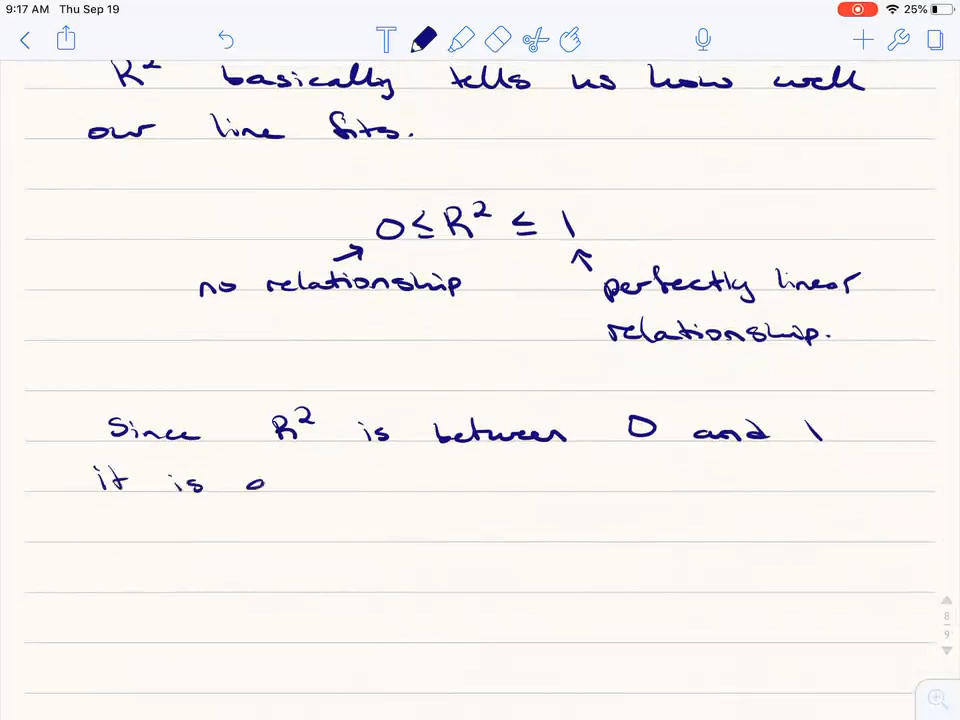 9:17 AM Thu Sep 19
25%
T
R² basically tells us how well
our line fits.
0 ≤ R² ≤ 1
no relationship
perfectly linear
relationship.
Since R² is between 0 and 1
it is o
8
9